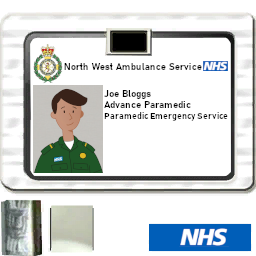 North West Ambulance Service NHS
Joe Bloggs
Advance Paramedic
Paramedic Emergency Service
NHS